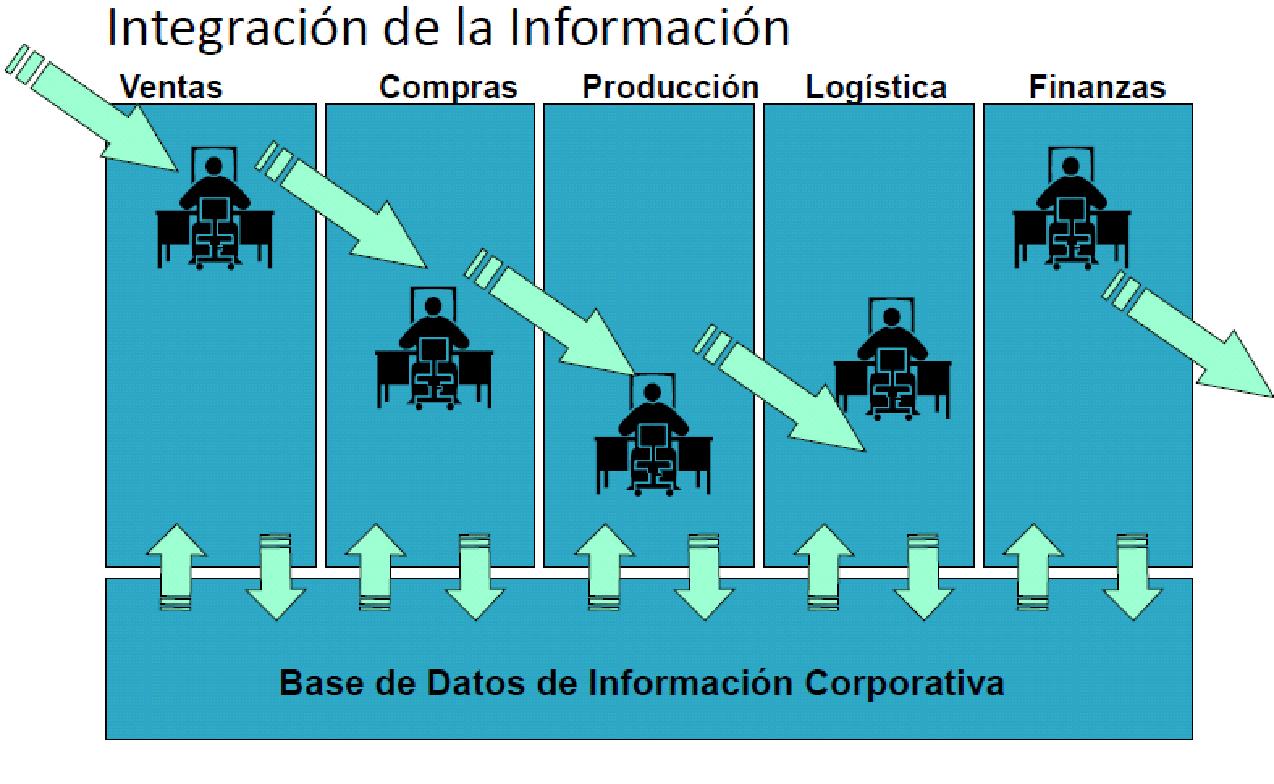 Integración de la Información
Ventas
Compras
Producción
Logística
Finanzas
Base de Datos de Información Corporativa